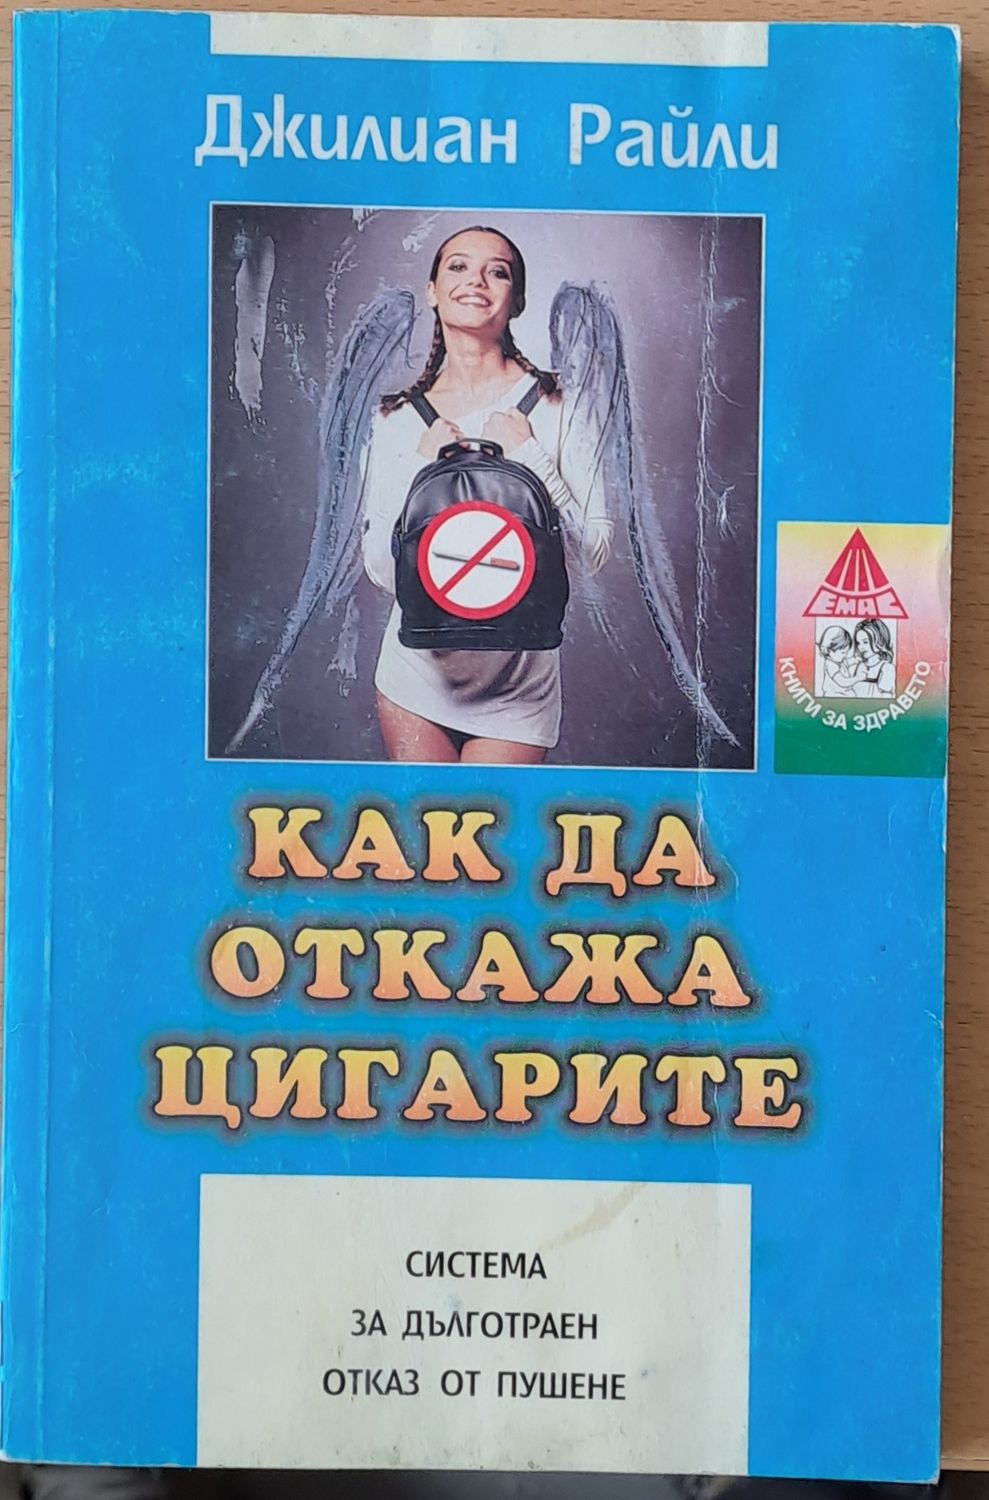 Джилиан Райли
ЕМАС
КНИГИ ЗА ЗДРАВЕТО
КАК ДА
ОТКАЖА
ЦИГАРИТЕ
СИСТЕМА
ЗА ДЪЛГОТРАЕН
ОТКАЗ ОТ ПУШЕНЕ